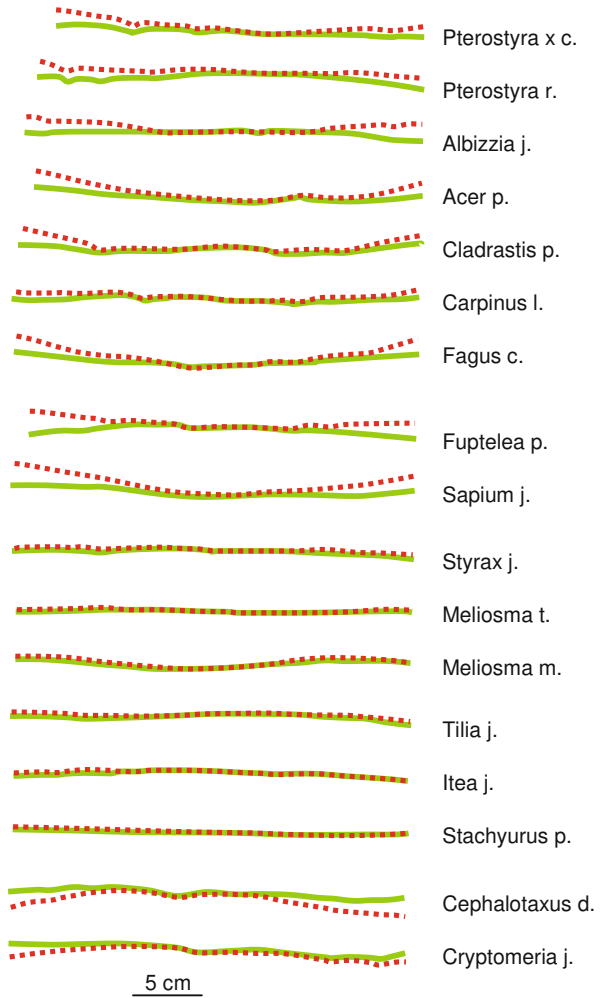 Pterostyra x c.
Pterostyra r.
Albizzia j.
Acer p.
Cladrastis p.
Carpinus l.
Fagus c.
Fuptelea p.
Sapium j.
Styrax j.
Meliosma t.
Meliosma m.
Tilia j.
Itea j.
Stachyurus p.
Cephalotaxus d.
Cryptomeria j.
5 cm